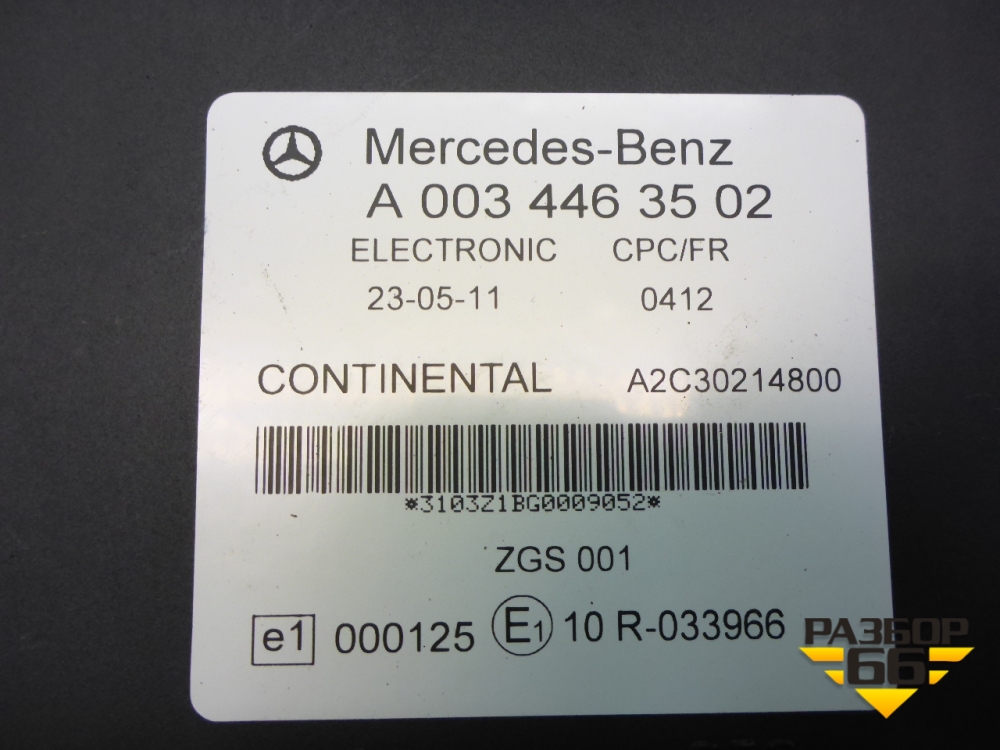 Mercedes-Benz
A 003 446 35 02
ELECTRONIC CPC/FR
23-05-11 0412
CONTINENTAL A2C30214800
*3103Z1BG0009052*
ZGS 001
e1 000125 E1 10 R-033966
РАЗБОР
66